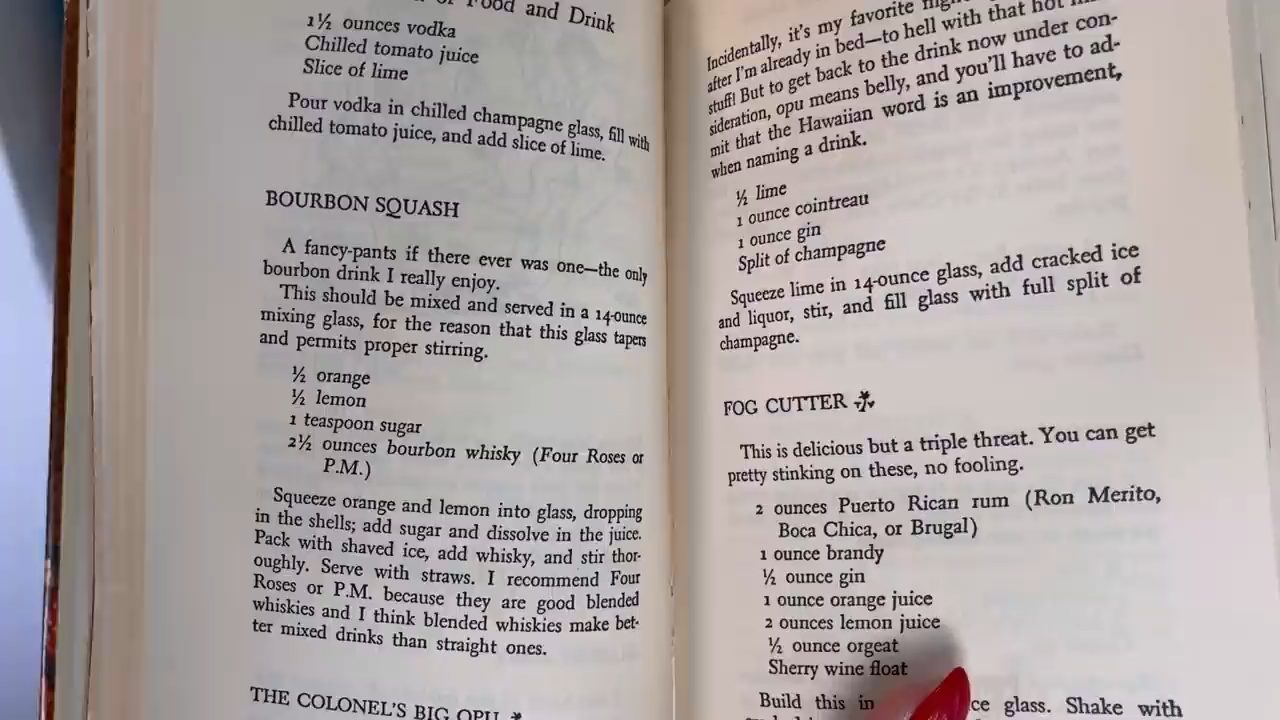 Food and Drink
1½ ounces vodka
Chilled tomato juice
Slice of lime
Pour vodka in chilled champagne glass, fill with
chilled tomato juice, and add slice of lime.
BOURBON SQUASH
A fancy-pants if there ever was one—the only
bourbon drink I really enjoy.
This should be mixed and served in a 14-ounce
mixing glass, for the reason that this glass tapers
and permits proper stirring.
½ orange
½ lemon
1 teaspoon sugar
2½ ounces bourbon whisky (Four Roses or
P.M.)
Squeeze orange and lemon into glass, dropping
in the shells; add sugar and dissolve in the juice.
Pack with shaved ice, add whisky, and stir thor-
oughly. Serve with straws. I recommend Four
Roses or P.M. because they are good blended
whiskies and I think blended whiskies make bet-
ter mixed drinks than straight ones.
THE COLONEL'S BIG OPU
Incidentally, it's my favorite
after I'm already in bed—to hell with that hot
stuff! But to get back to the drink now under con-
sideration, opu means belly, and you'll have to ad-
mit that the Hawaiian word is an improvement,
when naming a drink.
½ lime
1 ounce cointreau
1 ounce gin
Split of champagne
Squeeze lime in 14-ounce glass, add cracked ice
and liquor, stir, and fill glass with full split of
champagne.
FOG CUTTER
This is delicious but a triple threat. You can get
pretty stinking on these, no fooling.
2 ounces Puerto Rican rum (Ron Merito,
Boca Chica, or Brugal)
1 ounce brandy
½ ounce gin
1 ounce orange juice
2 ounces lemon juice
½ ounce orgeat
Sherry wine float
Build this in glass. Shake with